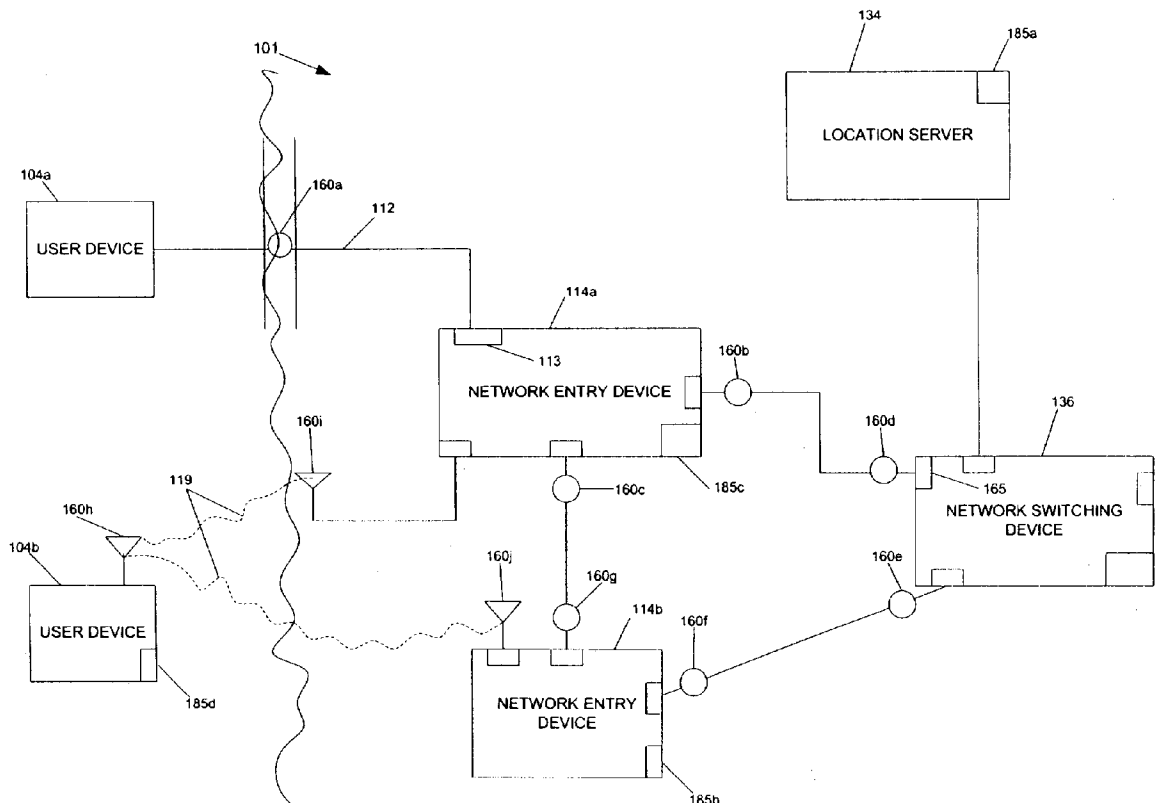 134
185a
101
LOCATION SERVER
104a
160a
112
USER DEVICE
114a
113
160b
NETWORK ENTRY DEVICE
136
160d
160i
185c
160c
165
119
NETWORK SWITCHING
DEVICE
160h
104b
160j
160e
160g
114b
160f
USER DEVICE
185d
NETWORK ENTRY
DEVICE
185b